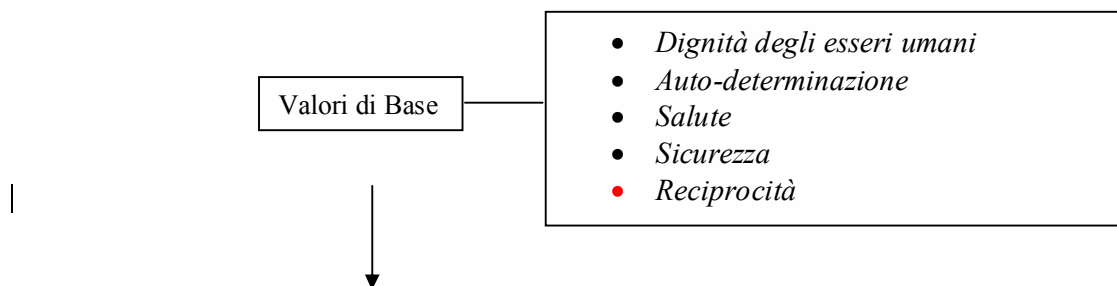 Valori di Base
• Dignità degli esseri umani
• Auto-determinazione
• Salute
• Sicurezza
• Reciprocità